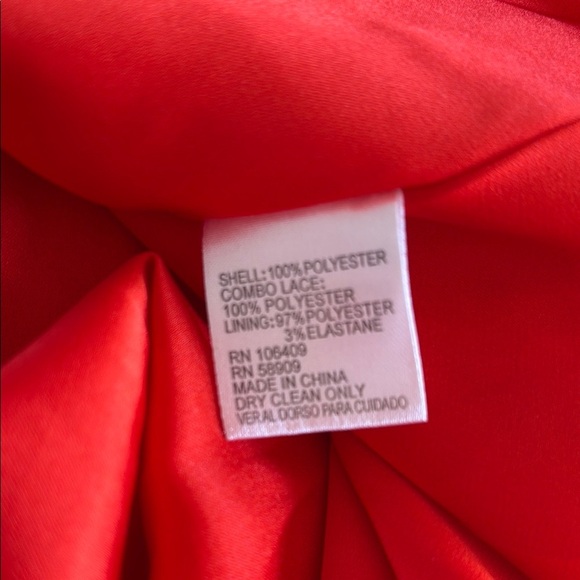 SHELL:100%POLYESTER
COMBO LACE:
100% POLYESTER
LINING:97%POLYESTER
3%ELASTANE
RN 106409
RN 58909
MADE IN CHINA
DRY CLEAN ONLY
VER AL DORSO PARA CUIDADO